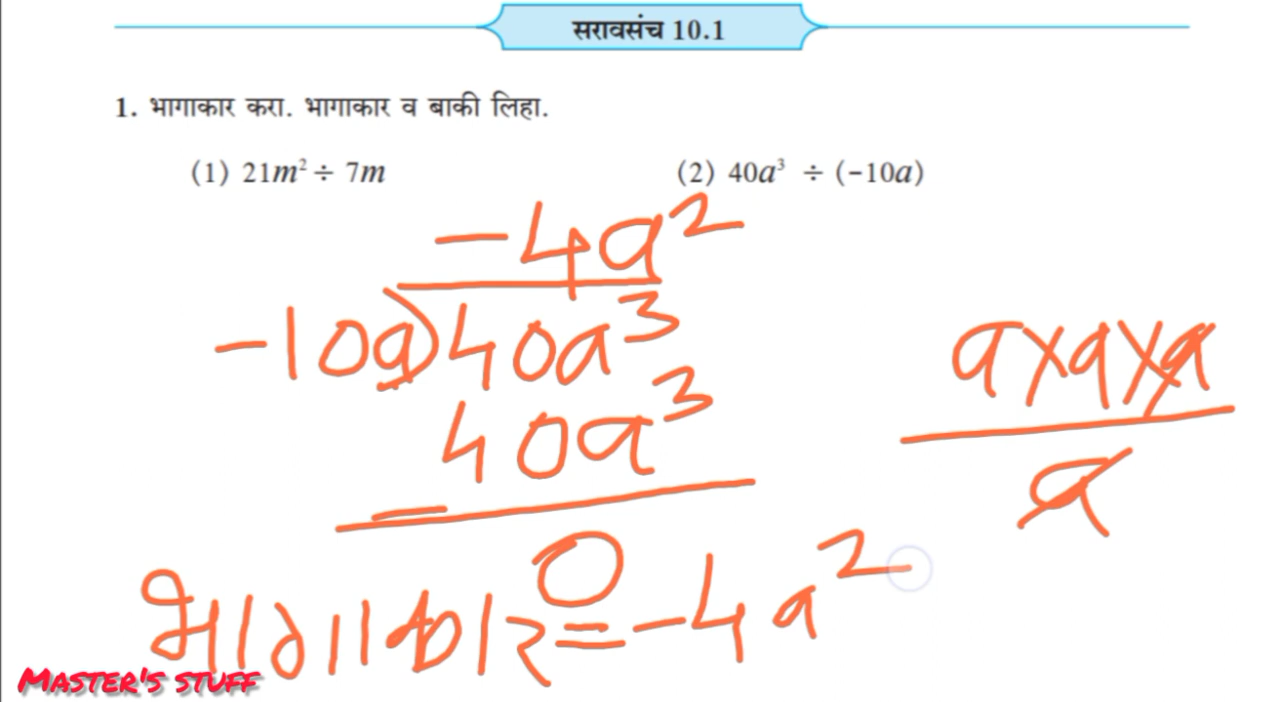 सरावसंच 10.1
1. भागाकार करा. भागाकार व बाकी लिहा.
(1) 21m² ÷ 7m (2) 40a³ ÷ (-10a)
-4a²
-10a)40a³
a×a×a
40a³
a
-
0
भागाकार = -4a²
MASTER'S STUFF